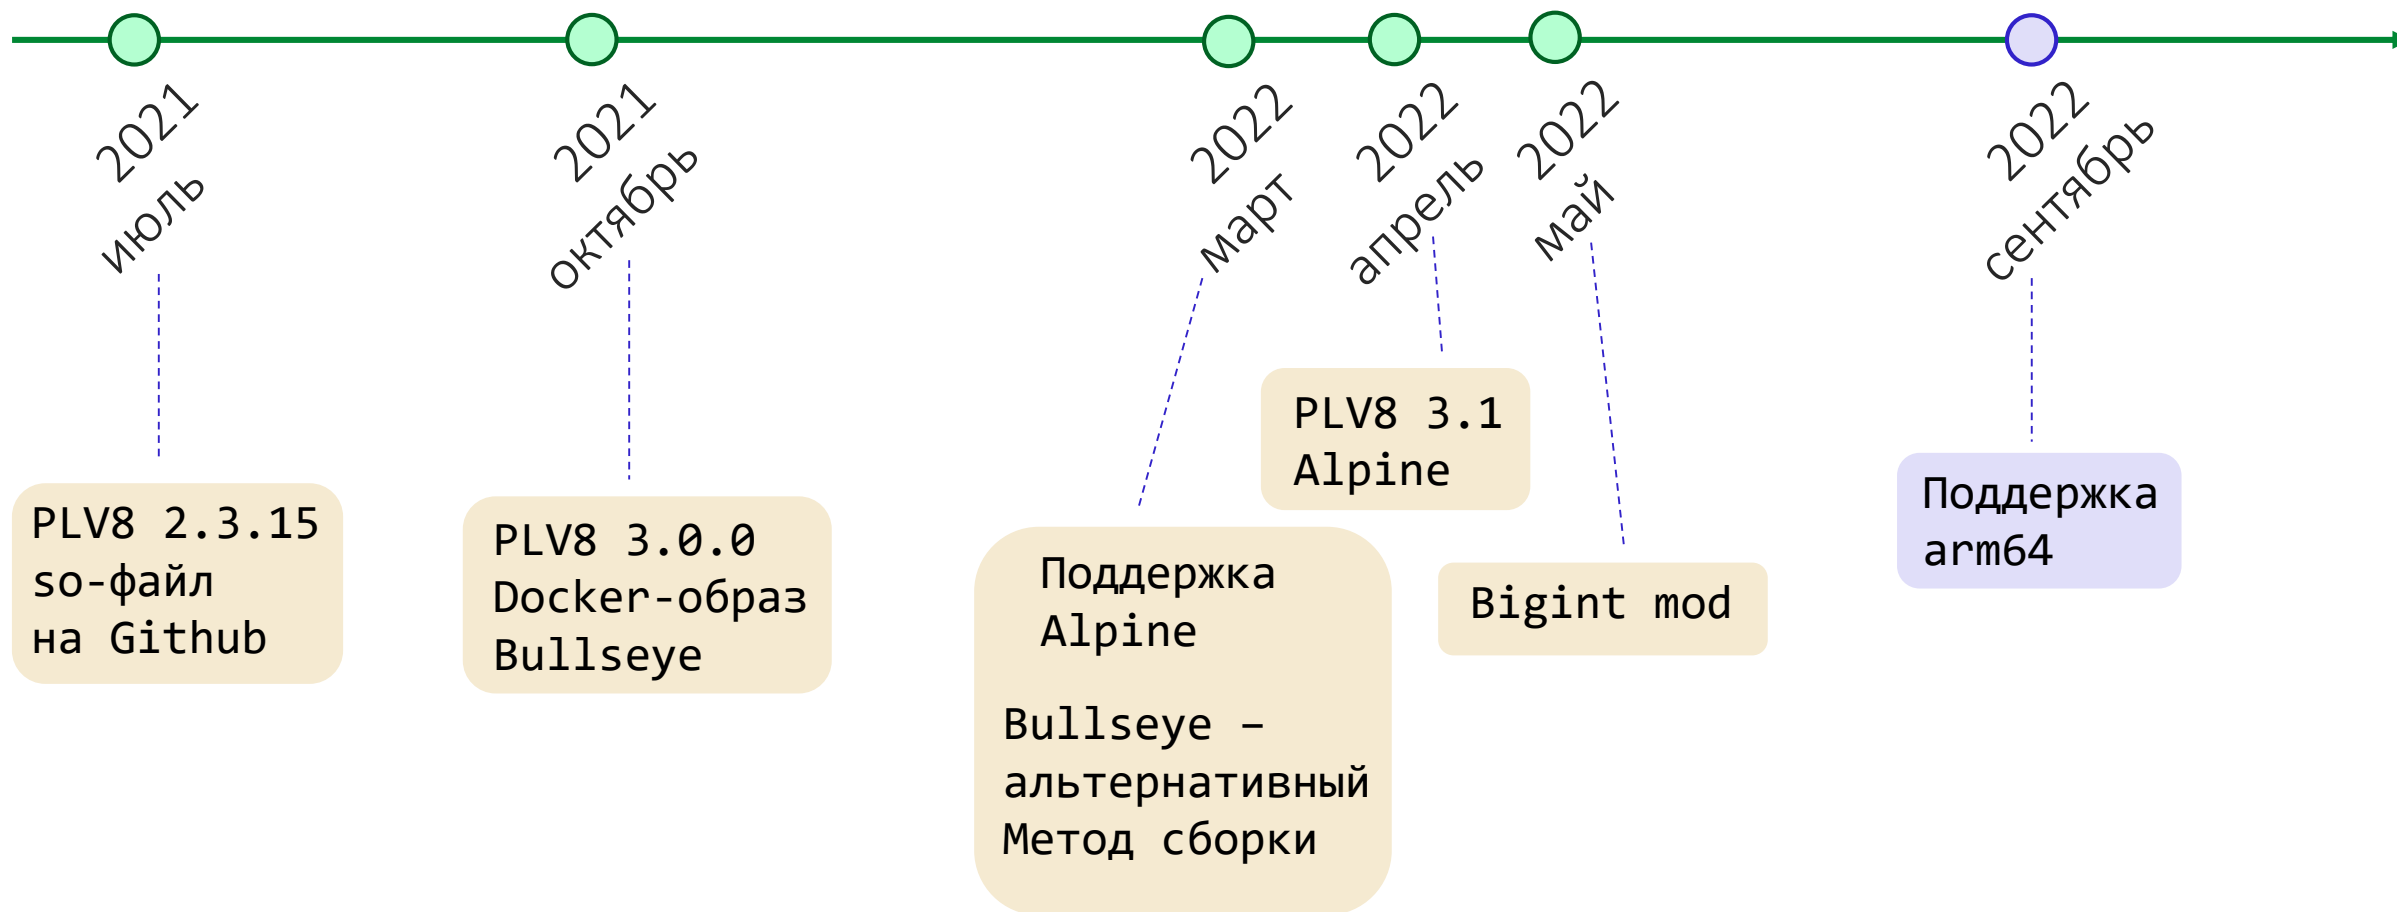 2021
июль
2021
октябрь
2022
март
2022
апрель
2022
май
2022
сентябрь
PLV8 2.3.15
so-файл
на Github
PLV8 3.0.0
Docker-образ
Bullseye
Поддержка
Alpine
Bullseye –
альтернативный
Метод сборки
PLV8 3.1
Alpine
Bigint mod
Поддержка
arm64